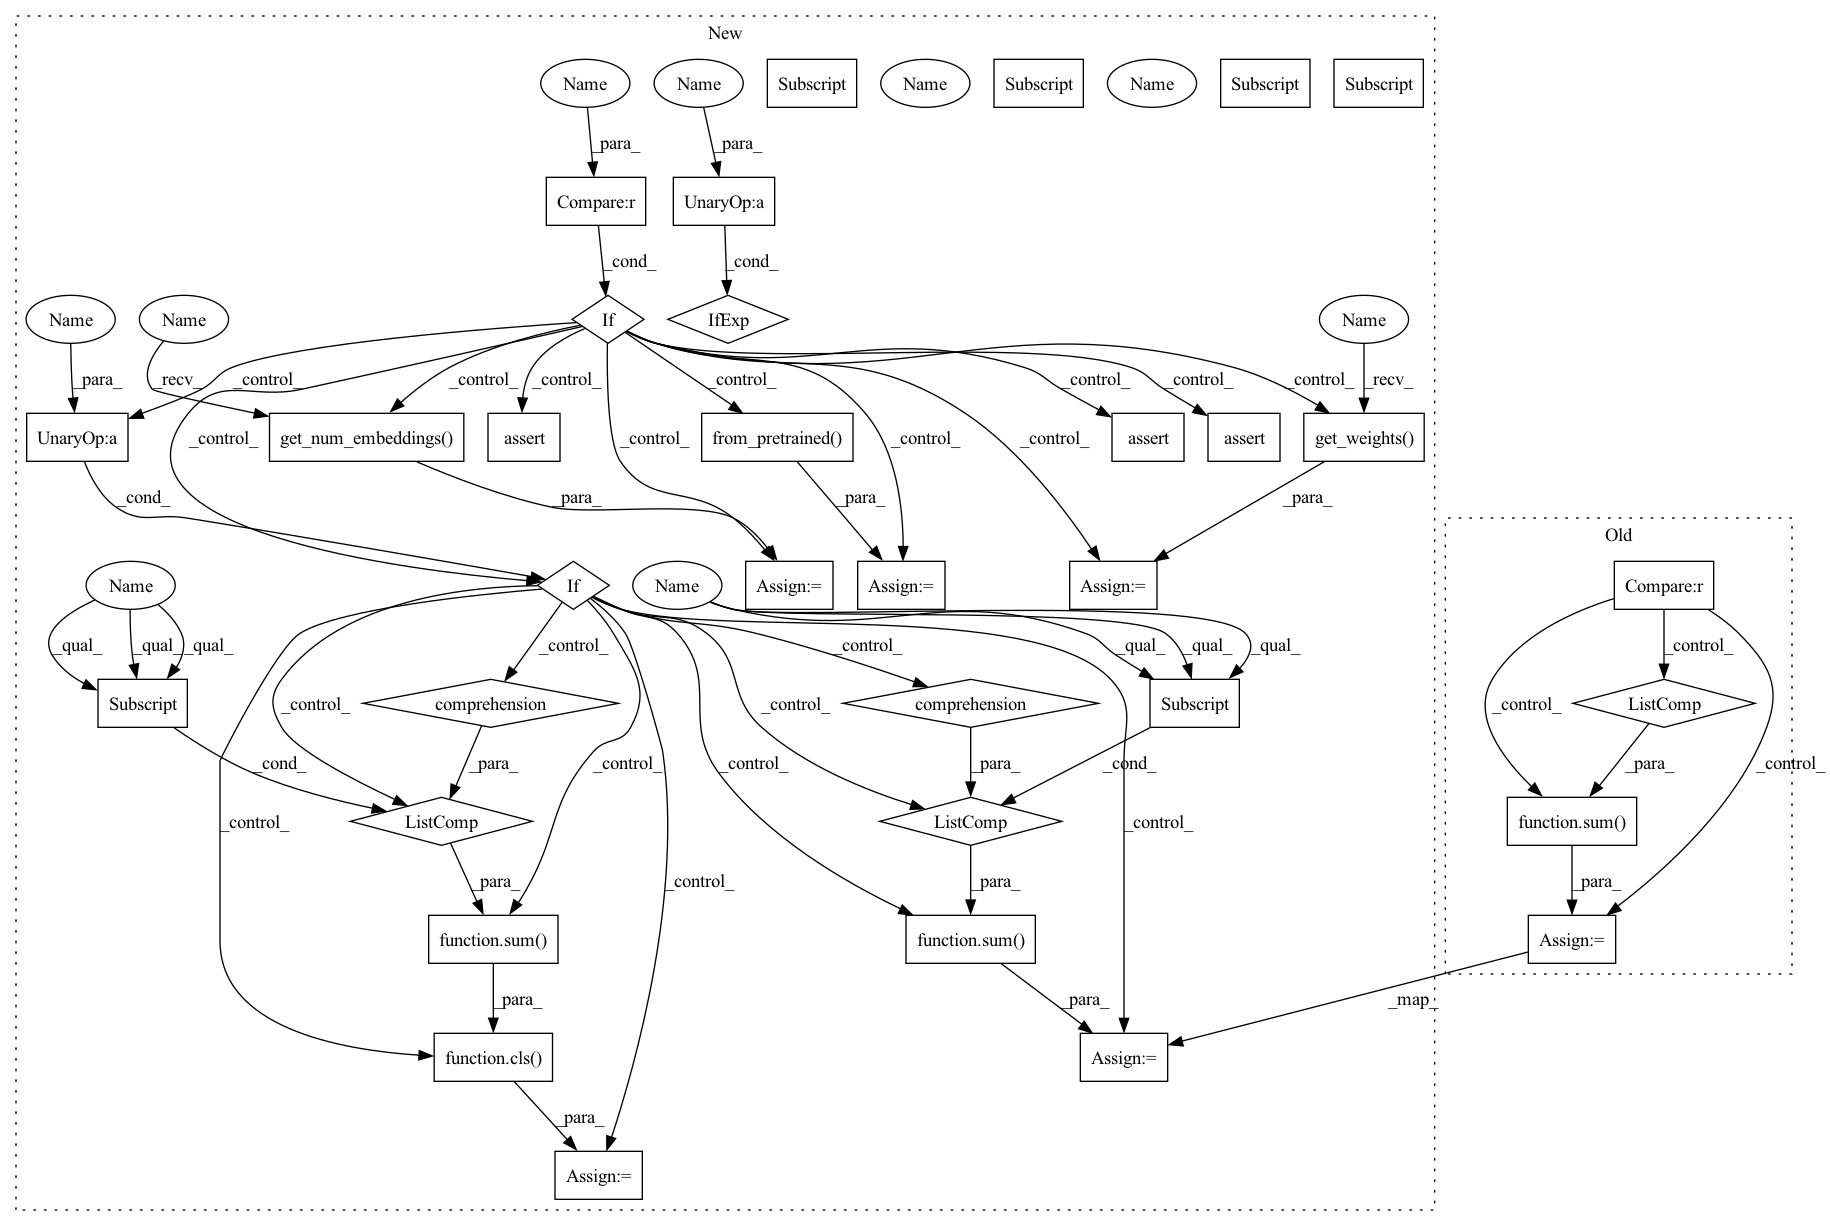 New
Name
Name
Subscript
Name
Subscript
Name
Subscript
Subscript
_para_
_para_
Compare:r
UnaryOp:a
_cond_
_cond_
Name
Name
If
IfExp
Name
_para_
_recv_
_control_
_control_
_control_
_control_
_control_
_control_
_control_
_recv_
UnaryOp:a
get_num_embeddings()
assert
from_pretrained()
assert
assert
get_weights()
_control_
_control_
_control_
_control_
_cond_
_para_
_para_
_para_
Old
Name
If
Name
Assign:=
Assign:=
Assign:=
Compare:r
_qual_
_qual_
_qual_
_control_
_control_
_qual_
_qual_
_qual_
_control_
Subscript
comprehension
comprehension
Subscript
ListComp
_control_
_control_
_control_
_cond_
_para_
_control_
_control_
_para_
_cond_
_para_
_control_
_control_
ListComp
ListComp
_control_
function.sum()
_para_
_control_
_para_
_para_
function.sum()
function.sum()
Assign:=
_para_
_para_
_map_
function.cls()
Assign:=
_para_
Assign:=